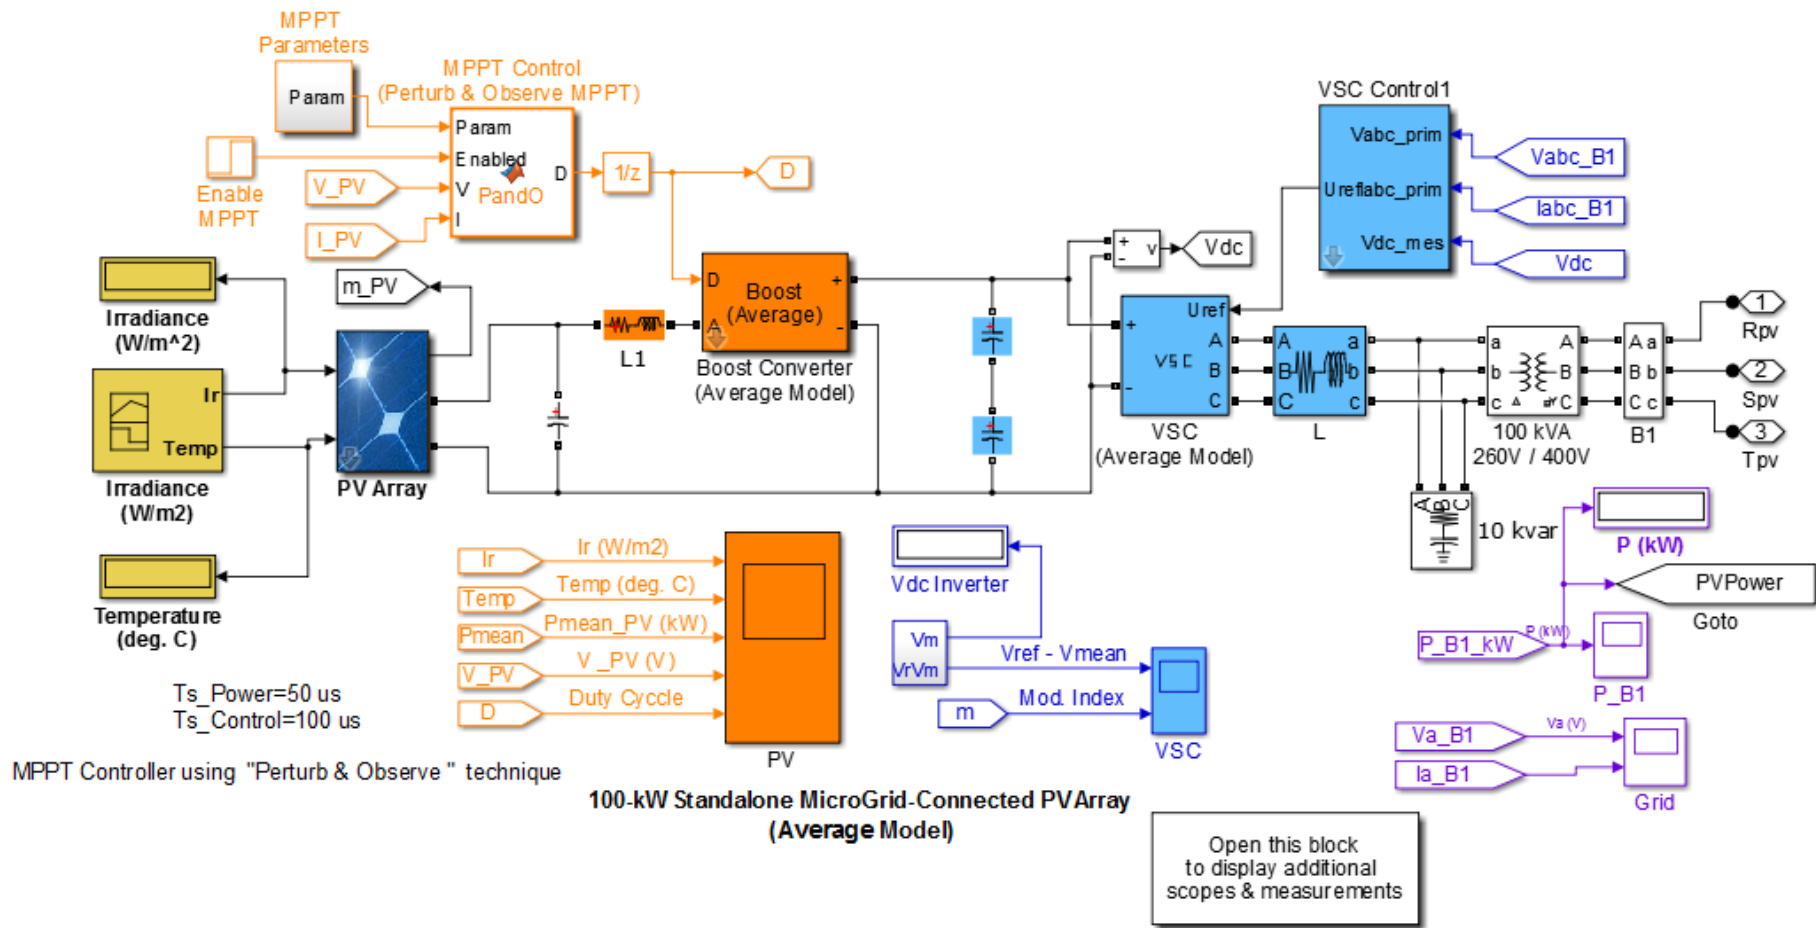 MPPT
Parameters
Param
MPPT Control
(Perturb & Observe MPPT)
Param
Enabled
V
I
PandO
D
Enable
MPPT
V_PV
I_PV
1/z
D
VSC Control1
Vabc_prim
Uref
Iabc_prim
Vdc_mes
Vabc_B1
Iabc_B1
Vdc
Irradiance
(W/m^2)
m_PV
Ir
Temp
Irradiance
(W/m2)
PV Array
Temperature
(deg. C)
L1
D
A
Boost
(Average)
+
-
Boost Converter
(Average Model)
+
-
v
Vdc
Uref
+
-
VSC
A
B
C
VSC
(Average Model)
A
B
C
a
b
c
L
a
b
c
A
B
C
100 kVA
260V / 400V
A a
B b
C c
B1
1
Rpv
2
Spv
3
Tpv
A
B
C
10 kvar
P (kW)
PVPower
Goto
P_B1_kW
P (kW)
P_B1
Va_B1
Va (V)
Ia_B1
Grid
Ir
Ir (W/m2)
Temp
Temp (deg. C)
Pmean
Pmean_PV (kW)
V_PV
V _PV (V)
D
Duty Cyccle
PV
Vdc Inverter
Vm
VrVm
Vref - Vmean
m
Mod. Index
VSC
Ts_Power=50 us
Ts_Control=100 us
MPPT Controller using "Perturb & Observe " technique
100-kW Standalone MicroGrid-Connected PV Array
(Average Model)
Open this block
to display additional
scopes & measurements